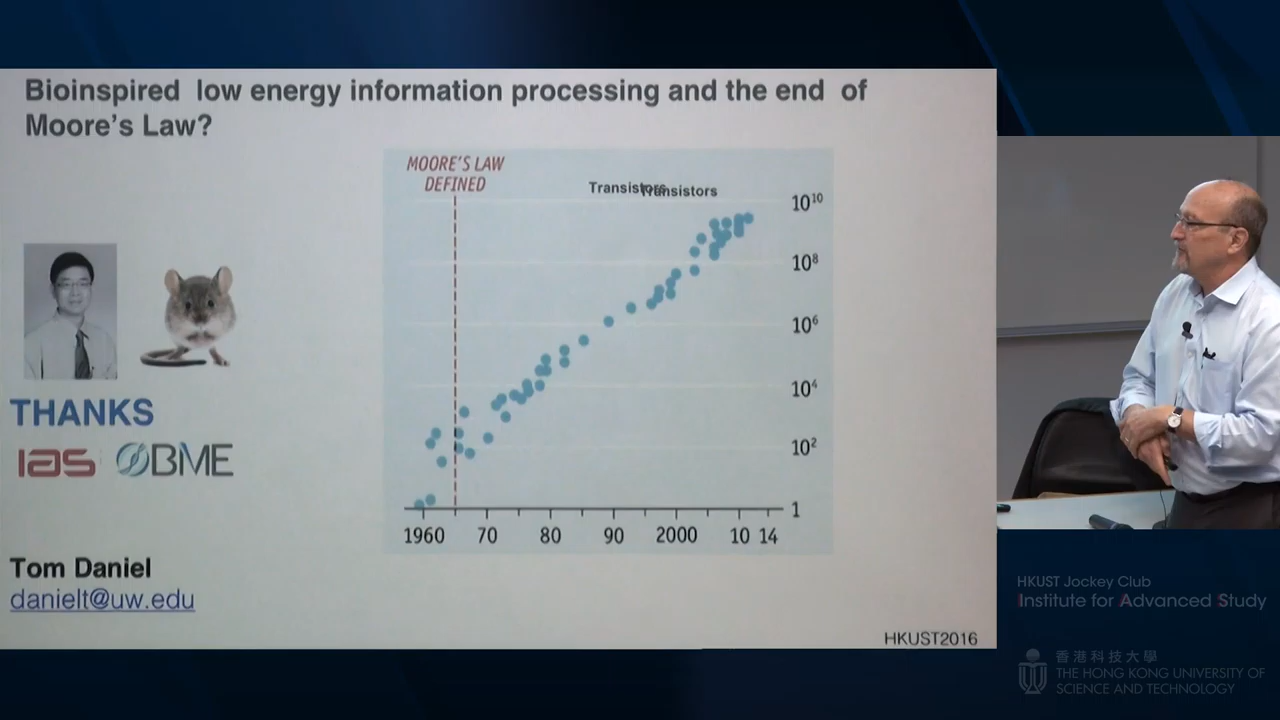 Bioinspired low energy information processing and the end of
Moore's Law?
MOORE'S LAW
DEFINED
Transistors
Transistors
10¹⁰
10⁸
10⁶
10⁴
10²
1
1960 70 80 90 2000 10 14
THANKS
ias BME
Tom Daniel
danielt@uw.edu
HKUST2016
HKUST Jockey Club
Institute for Advanced Study
香港科技大學
THE HONG KONG UNIVERSITY OF
SCIENCE AND TECHNOLOGY